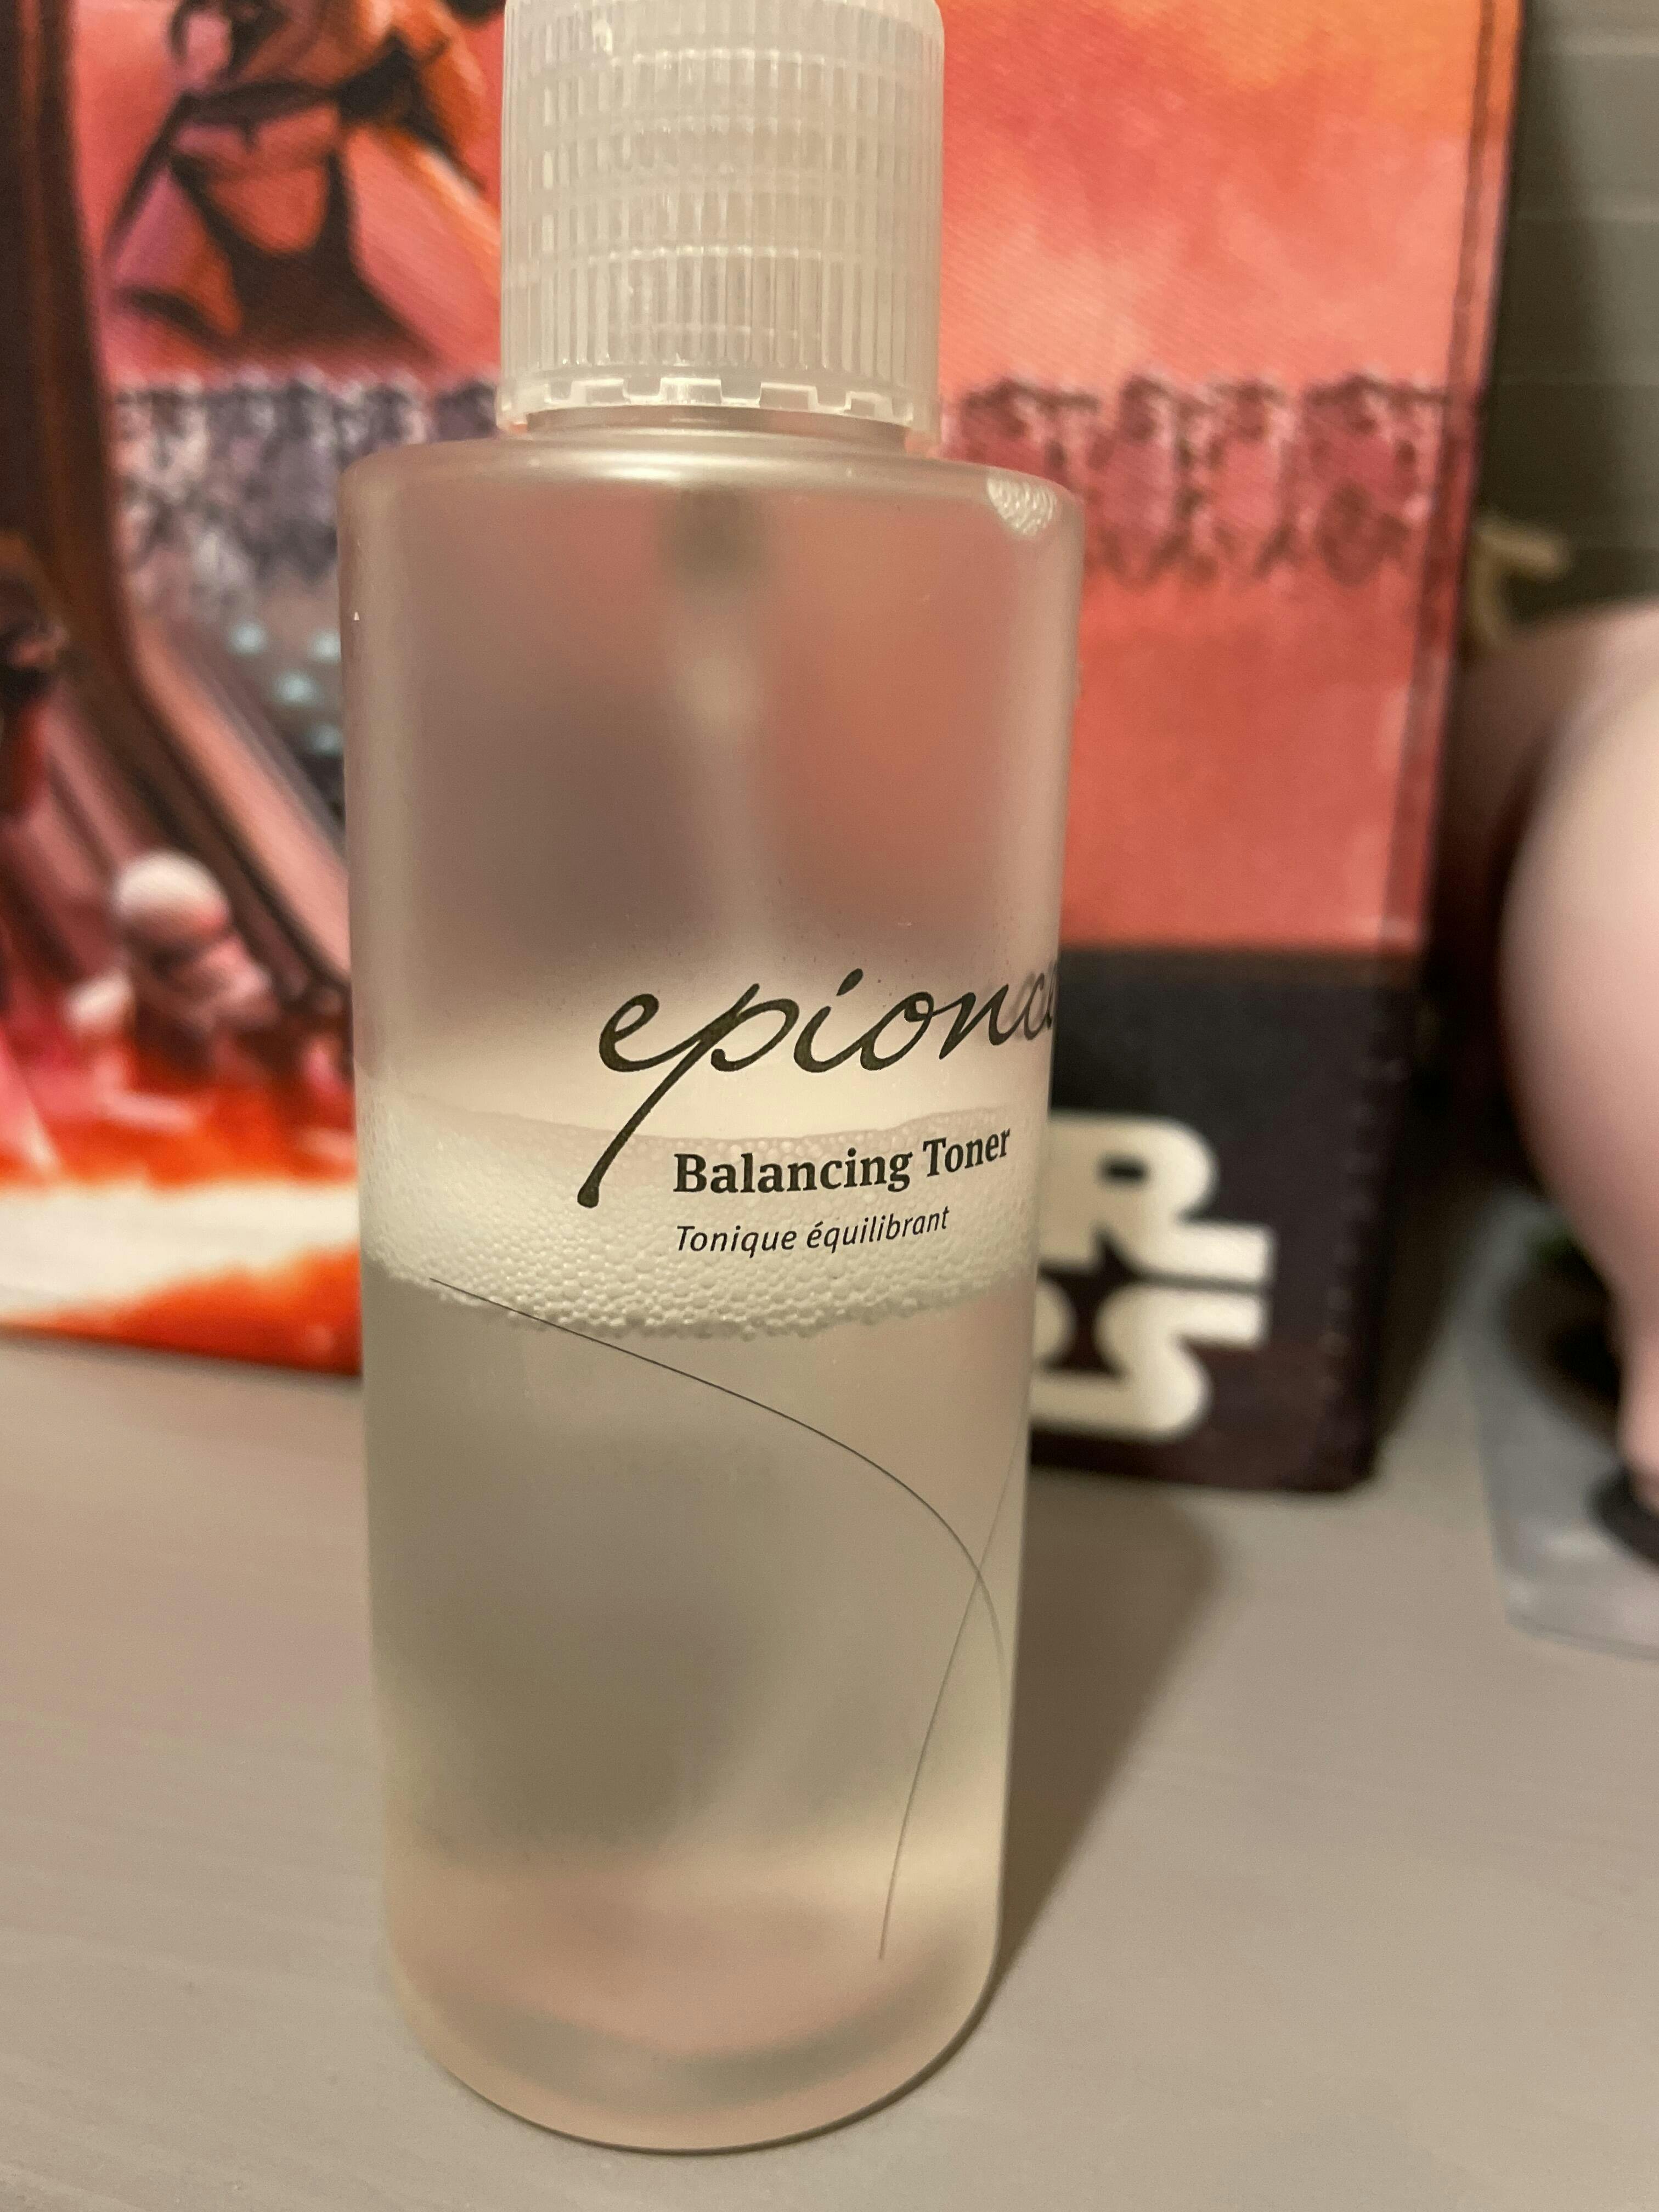 epionce
Balancing Toner
Tonique équilibrant